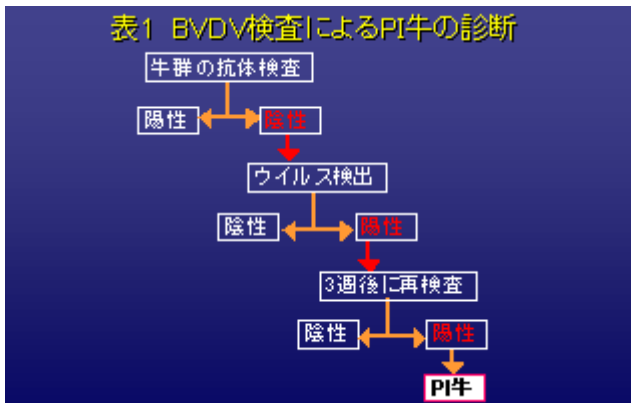 表1 BVDV検査によるPI牛の診断
牛群の抗体検査
陽性 陰性
ウイルス検出
陰性 陽性
3週後に再検査
陰性 陽性
PI牛